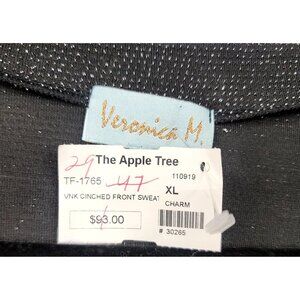 Veronica M.
29 The Apple Tree
TF-1765 47 110919
XL
VNK CINCHED FRONT SWEAT
CHARM
$93.00
# 30265